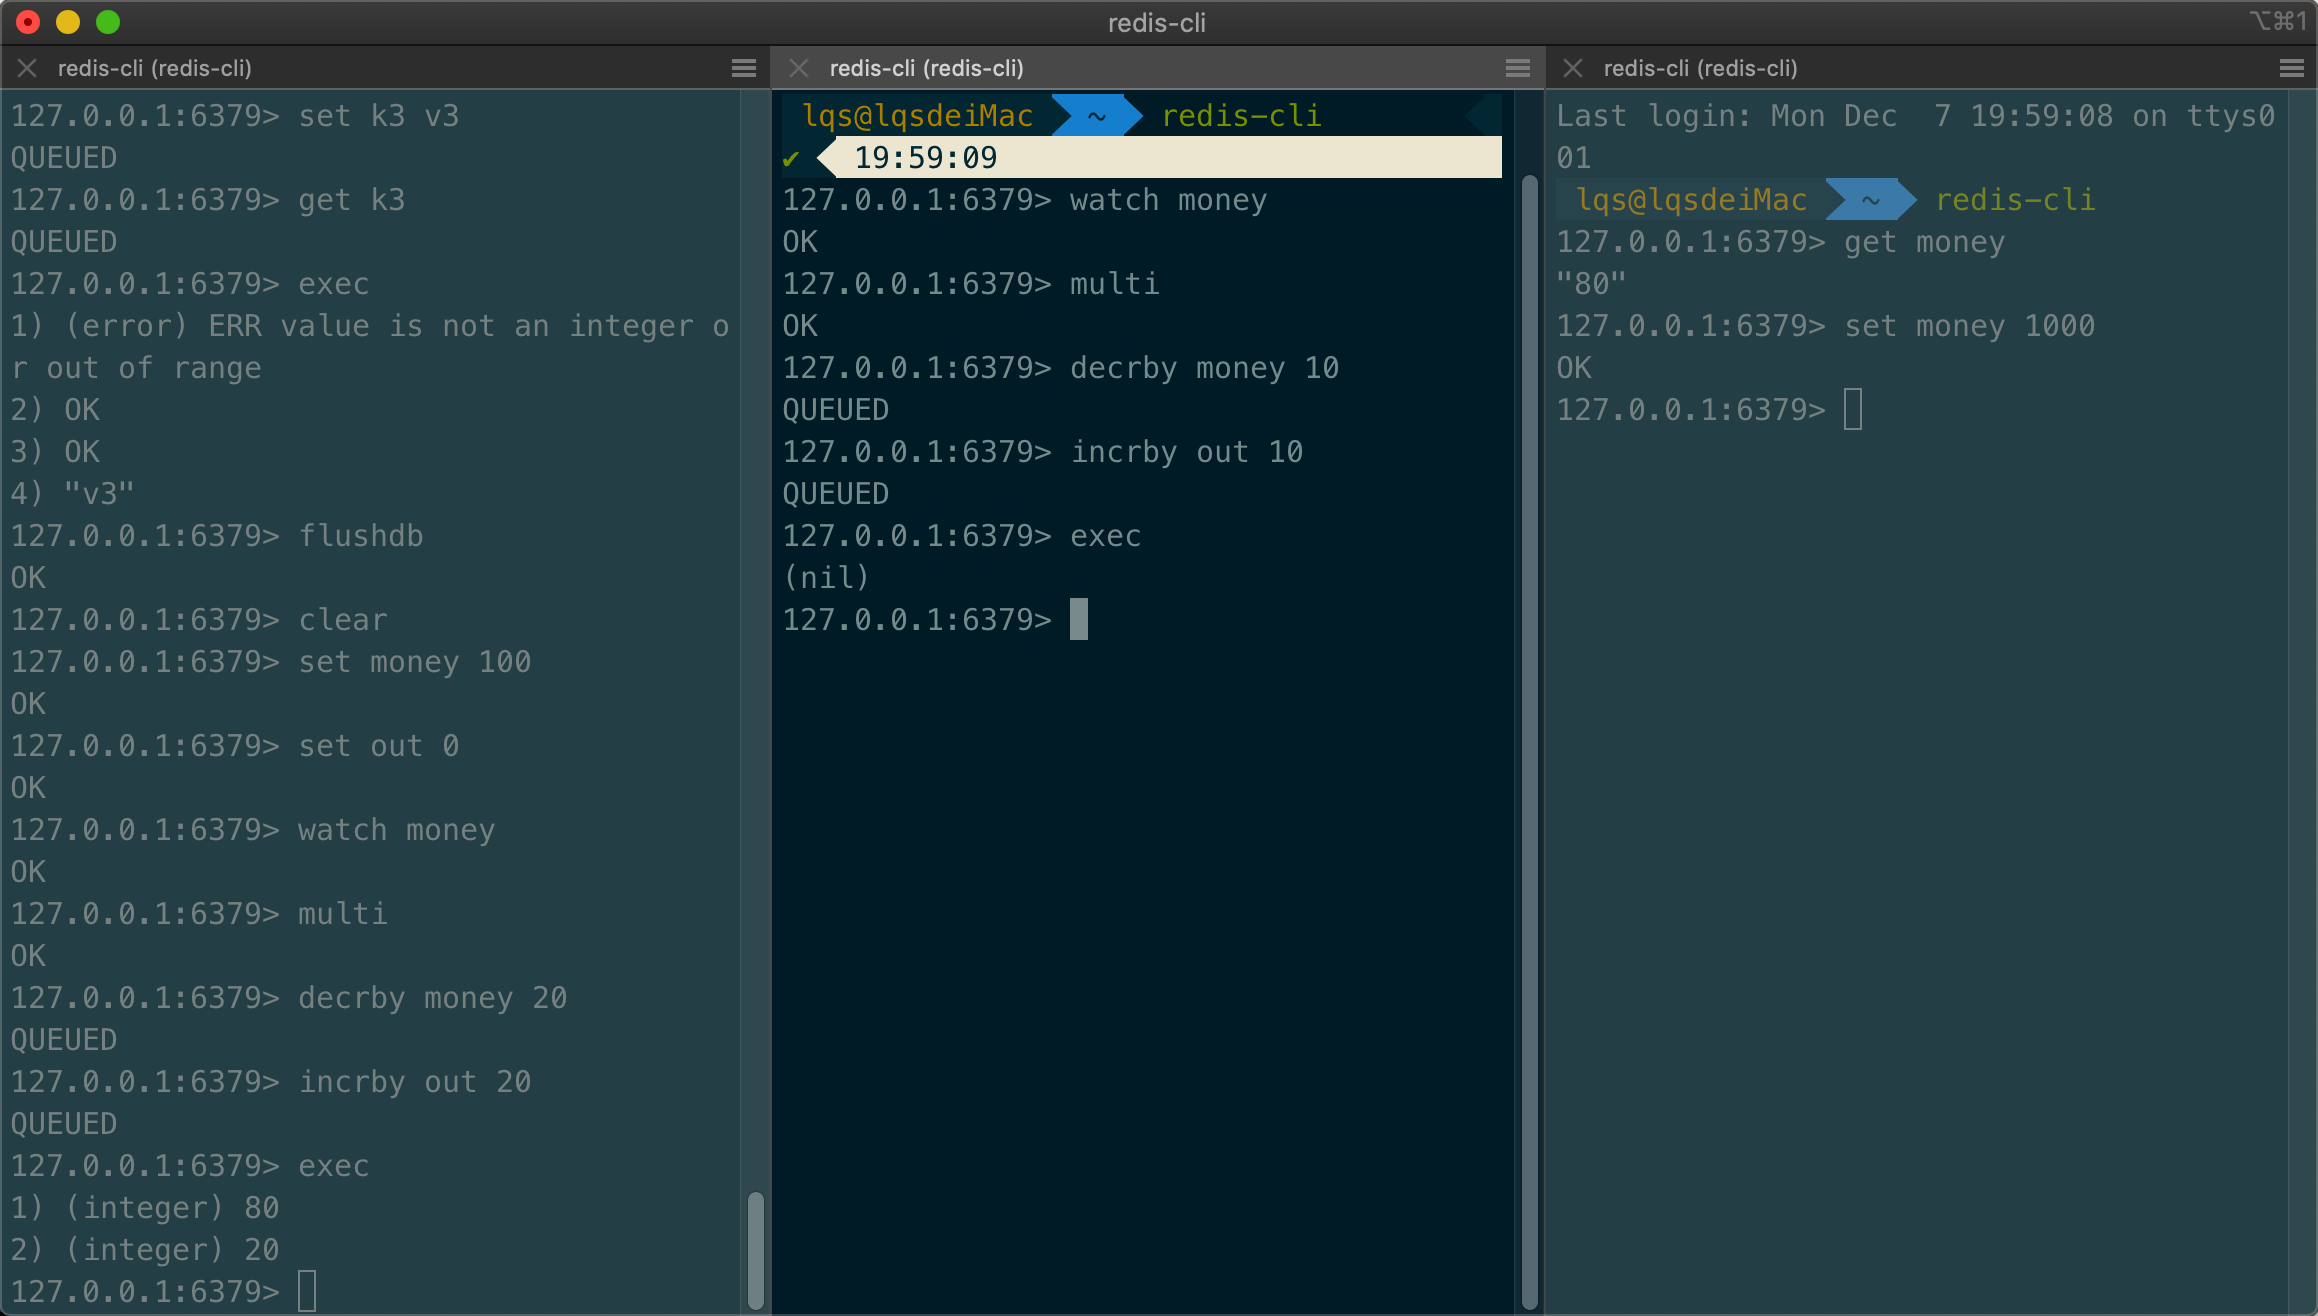 redis-cli
⌥⌘1
redis-cli (redis-cli)
127.0.0.1:6379> set k3 v3
QUEUED
127.0.0.1:6379> get k3
QUEUED
127.0.0.1:6379> exec
1) (error) ERR value is not an integer o
r out of range
2) OK
3) OK
4) "v3"
127.0.0.1:6379> flushdb
OK
127.0.0.1:6379> clear
127.0.0.1:6379> set money 100
OK
127.0.0.1:6379> set out 0
OK
127.0.0.1:6379> watch money
OK
127.0.0.1:6379> multi
OK
127.0.0.1:6379> decrby money 20
QUEUED
127.0.0.1:6379> incrby out 20
QUEUED
127.0.0.1:6379> exec
1) (integer) 80
2) (integer) 20
127.0.0.1:6379>
redis-cli (redis-cli)
lqs@lqsdeiMac ~ redis-cli
✔ 19:59:09
127.0.0.1:6379> watch money
OK
127.0.0.1:6379> multi
OK
127.0.0.1:6379> decrby money 10
QUEUED
127.0.0.1:6379> incrby out 10
QUEUED
127.0.0.1:6379> exec
(nil)
127.0.0.1:6379>
redis-cli (redis-cli)
Last login: Mon Dec  7 19:59:08 on ttys0
01
lqs@lqsdeiMac ~ redis-cli
127.0.0.1:6379> get money
"80"
127.0.0.1:6379> set money 1000
OK
127.0.0.1:6379>